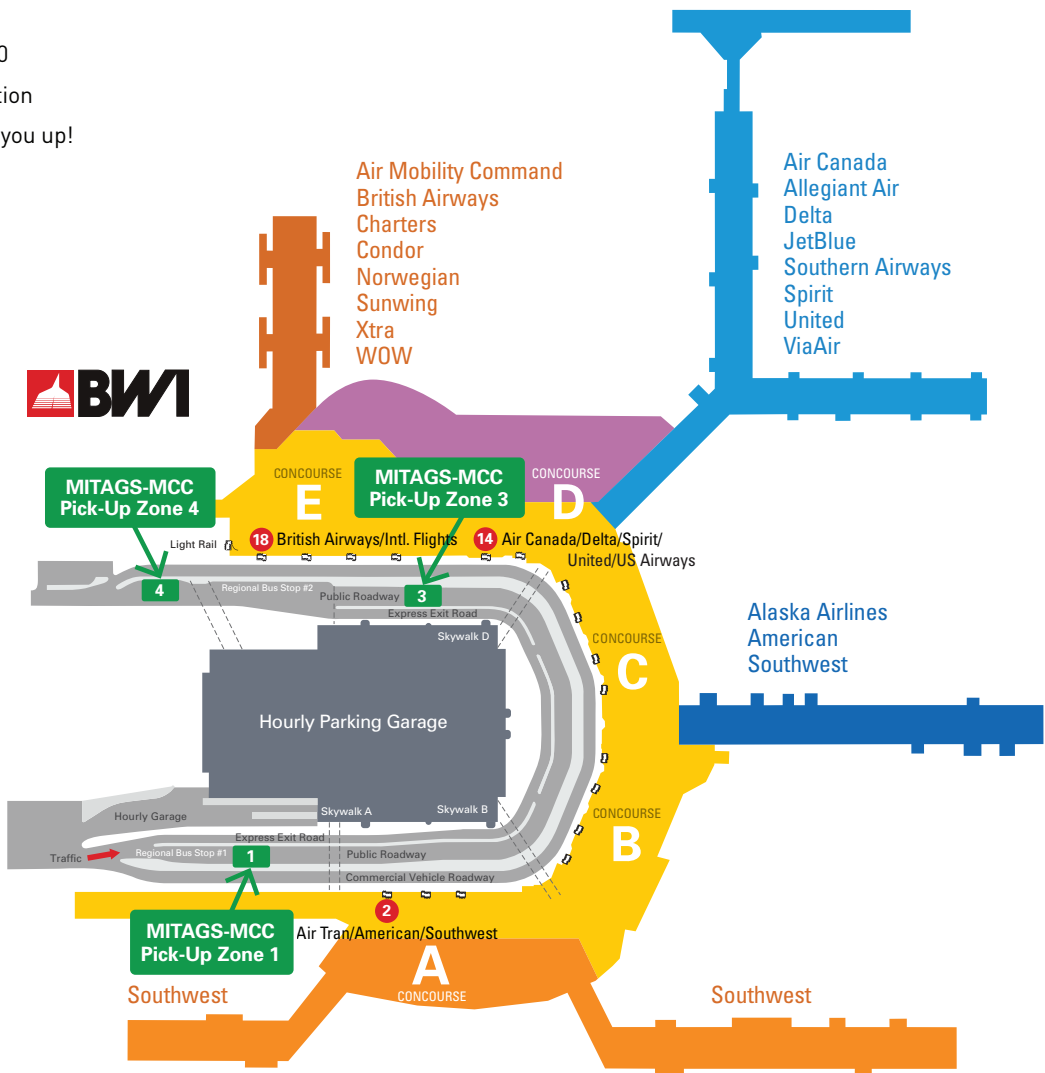 0
tion
you up!
Air Mobility Command
British Airways
Charters
Condor
Norwegian
Sunwing
Xtra
WOW
Air Canada
Allegiant Air
Delta
JetBlue
Southern Airways
Spirit
United
ViaAir
BWI
MITAGS-MCC
Pick-Up Zone 4
CONCOURSE
E
MITAGS-MCC
Pick-Up Zone 3
CONCOURSE
D
Light Rail
18 British Airways/Intl. Flights
14 Air Canada/Delta/Spirit/
United/US Airways
4
Regional Bus Stop #2
Public Roadway
3
Express Exit Road
Skywalk D
CONCOURSE
C
Alaska Airlines
American
Southwest
Hourly Parking Garage
Skywalk A
Skywalk B
Hourly Garage
CONCOURSE
B
Express Exit Road
Traffic
Regional Bus Stop #1
1
Public Roadway
Commercial Vehicle Roadway
2
Air Tran/American/Southwest
MITAGS-MCC
Pick-Up Zone 1
A
CONCOURSE
Southwest
Southwest